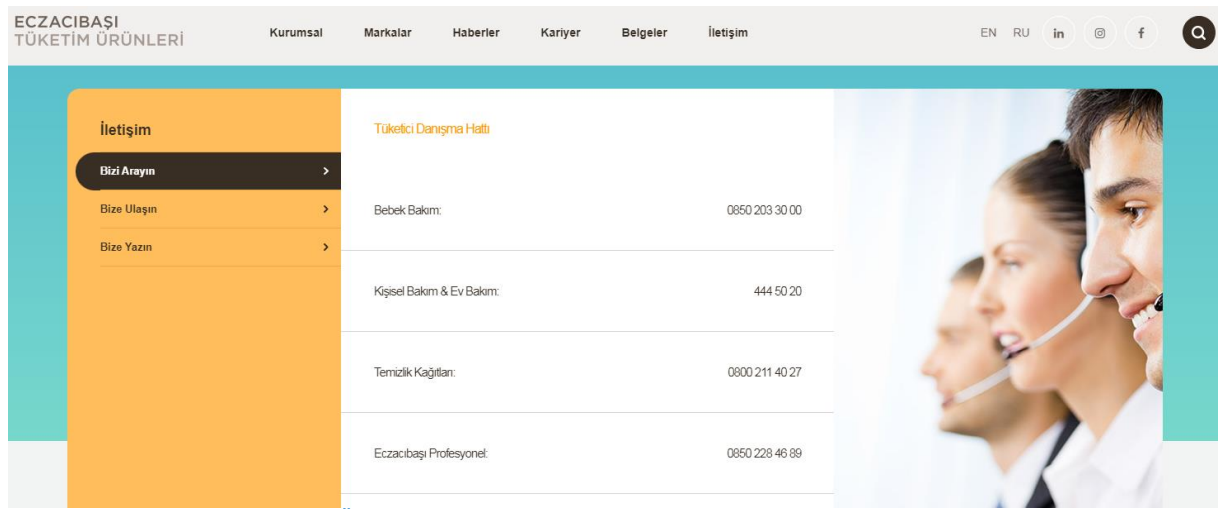 ECZACIBAŞI
TÜKETİM ÜRÜNLERİ
Kurumsal Markalar Haberler Kariyer Belgeler İletişim EN RU in f
İletişim
Bizi Arayın
Bize Ulaşın
Bize Yazın
Tüketici Danışma Hattı
Bebek Bakım: 0850 203 30 00
Kişisel Bakım & Ev Bakım: 444 50 20
Temizlik Kağıtları: 0800 211 40 27
Eczacıbaşı Profesyonel: 0850 228 46 89